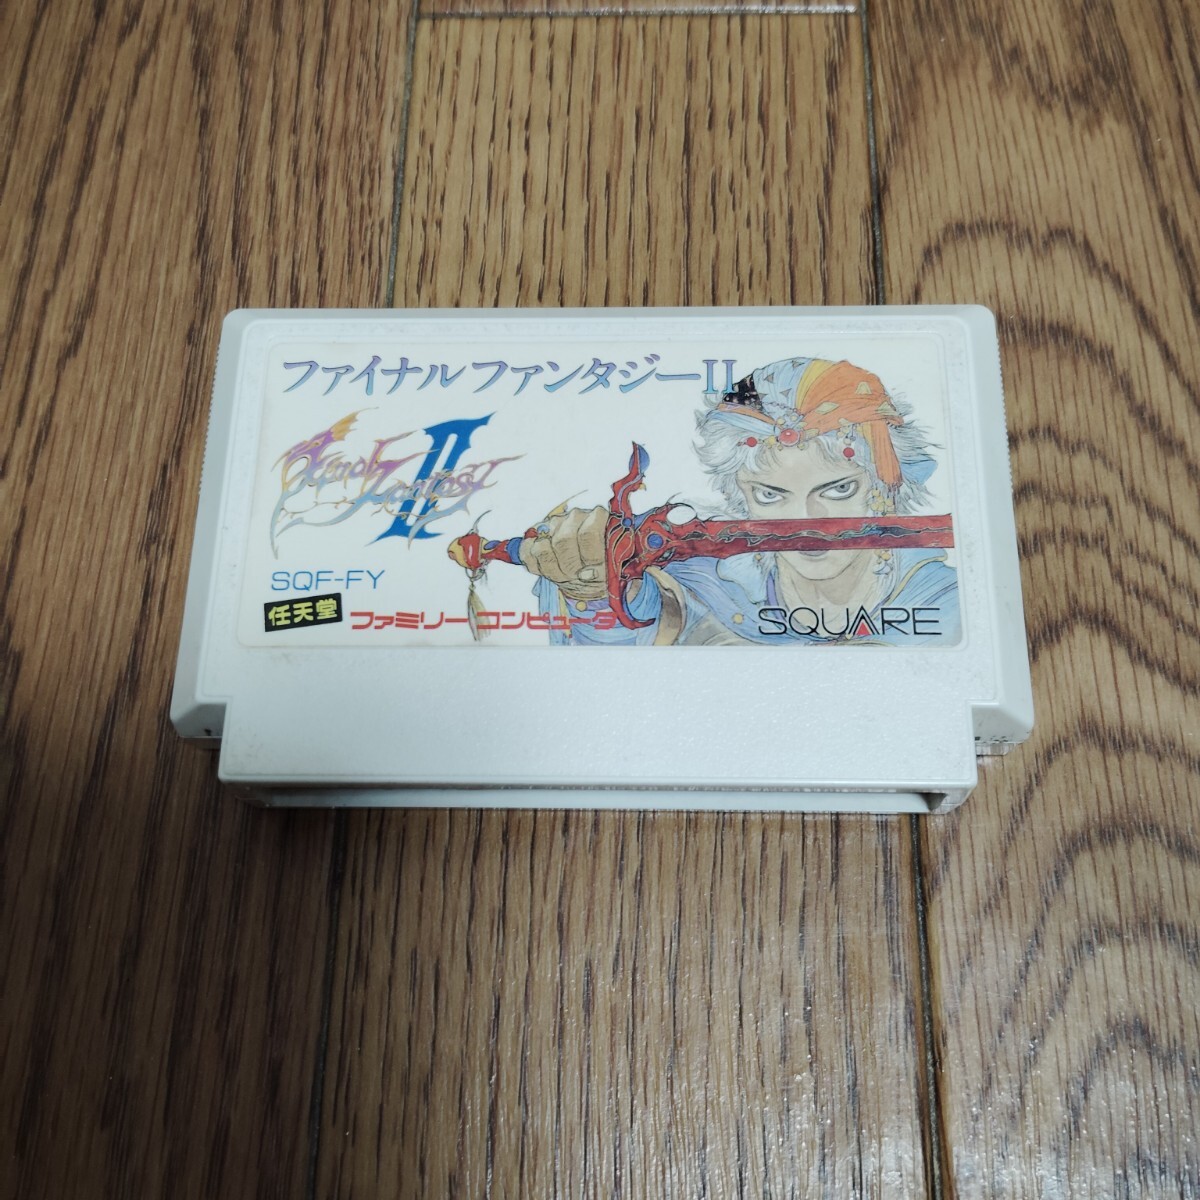 ファイナルファンタジーII
Final Fantasy II
SQF-FY
任天堂 ファミリーコンピュータ
SQUARE